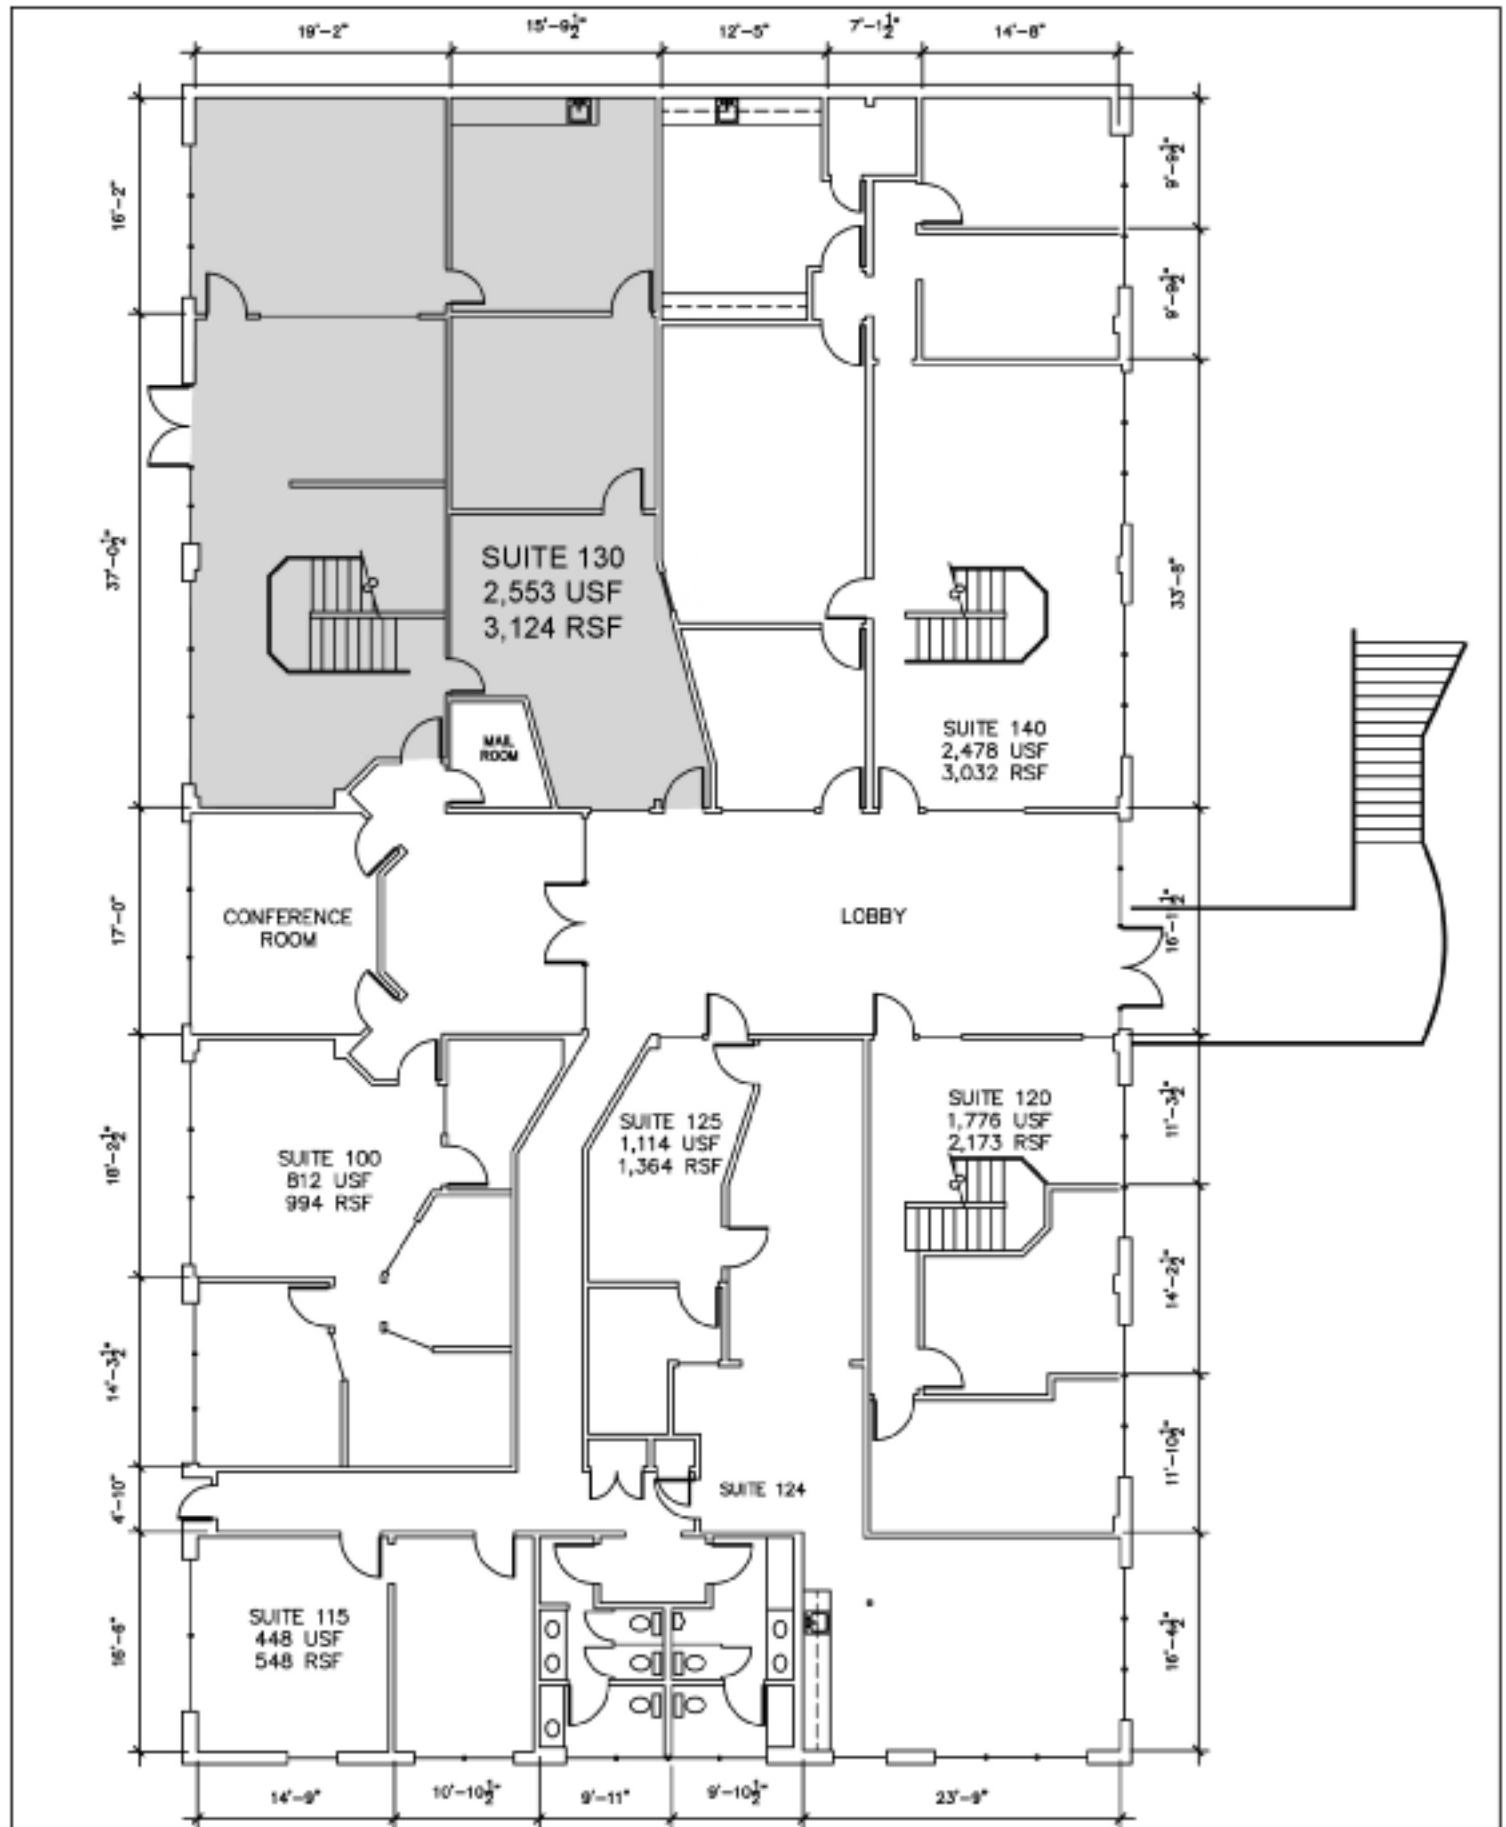 19'-2"
15'-9½"
12'-5"
7'-1½"
14'-8"
16'-2"
9'-9½"
9'-9½"
37'-0½"
33'-8"
SUITE 130
2,553 USF
3,124 RSF
MAIL
ROOM
SUITE 140
2,478 USF
3,032 RSF
17'-0"
CONFERENCE
ROOM
LOBBY
16'-1½"
SUITE 100
812 USF
994 RSF
SUITE 125
1,114 USF
1,364 RSF
SUITE 120
1,776 USF
2,173 RSF
18'-2½"
11'-3½"
14'-3½"
14'-2½"
4'-10"
11'-10½"
SUITE 124
SUITE 115
448 USF
548 RSF
16'-6"
16'-4½"
14'-9"
10'-10½"
9'-11"
9'-10½"
23'-9"